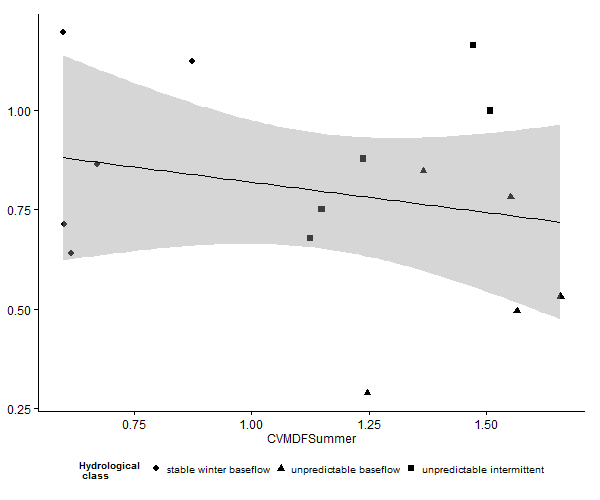 1.00
0.75
0.50
0.25
0.75 1.00 1.25 1.50
CVMDFSummer
Hydrological
class
stable winter baseflow unpredictable baseflow unpredictable intermittent